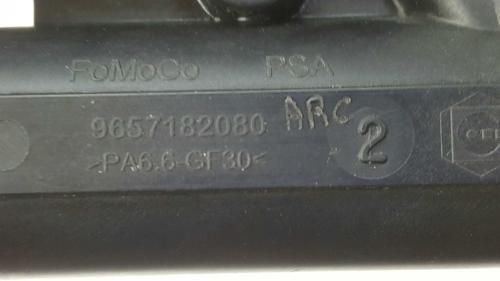 FoMoCo PSA
9657182080 ARC 2
>PA6.6-GF30<